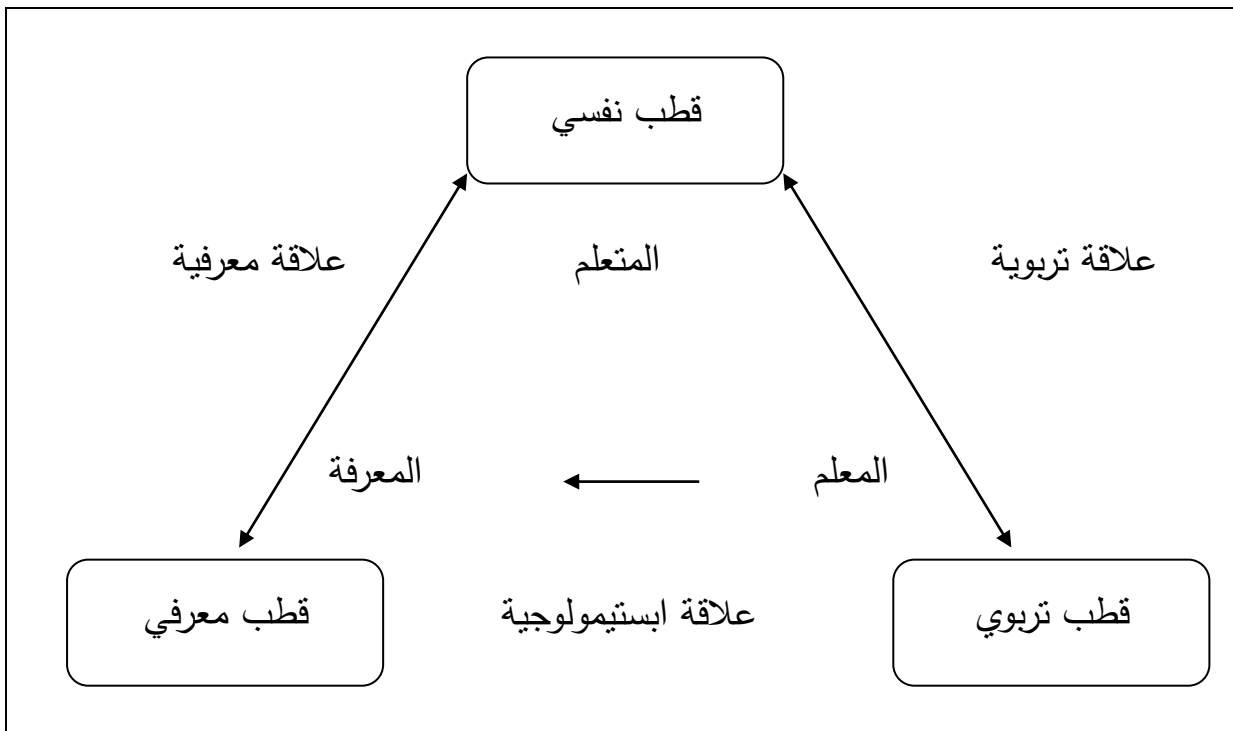 قطب نفسي
علاقة تربوية
المتعلم
علاقة معرفية
المعلم
المعرفة
قطب تربوي
علاقة ابستيمولوجية
قطب معرفي